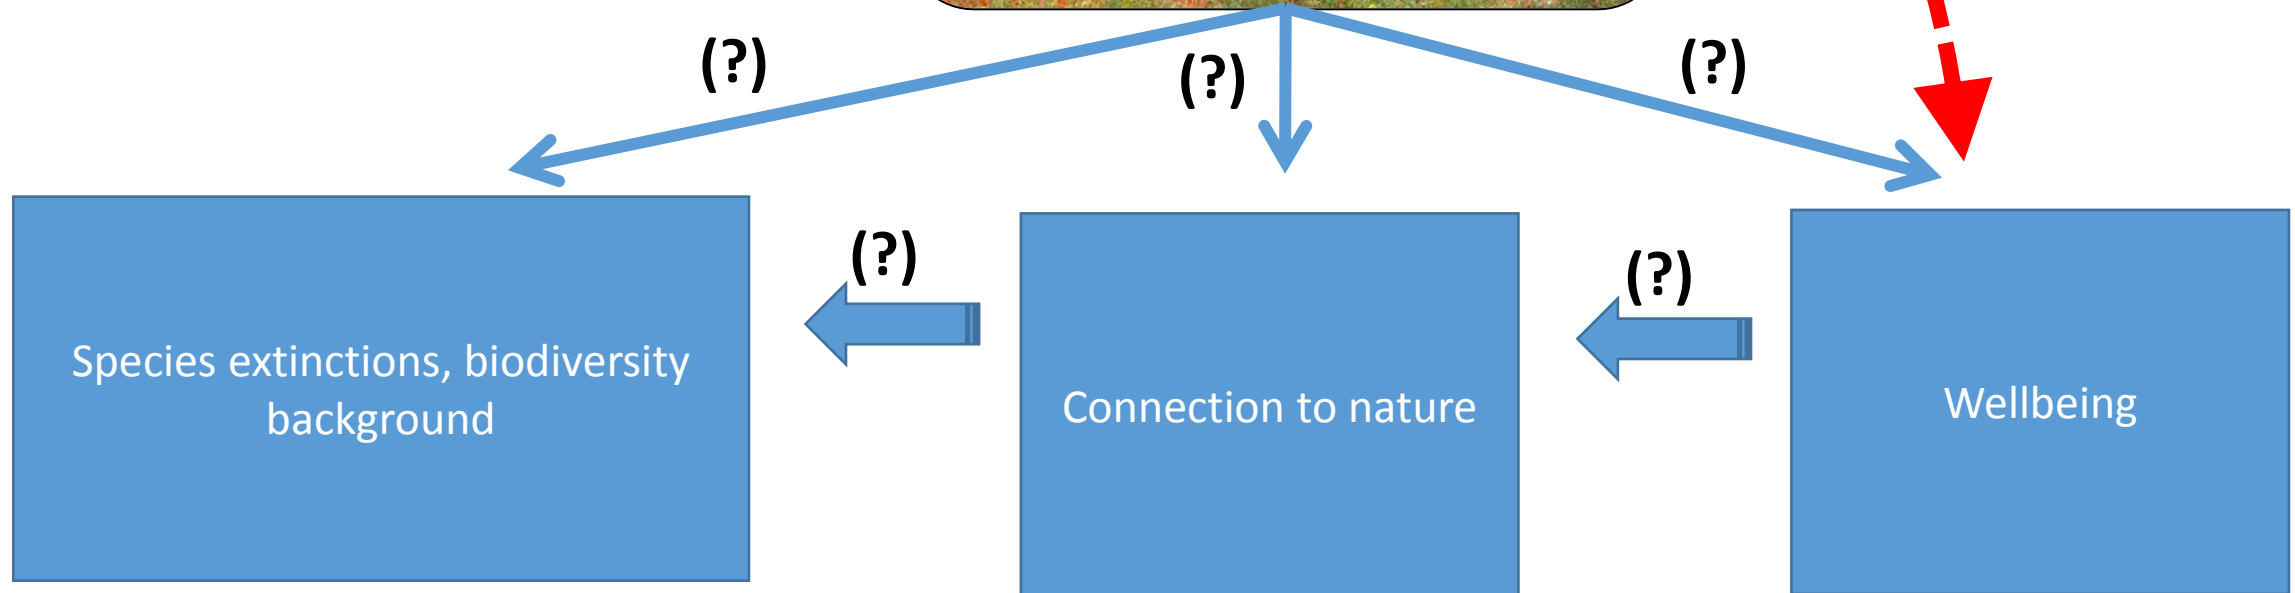 (?)
(?)
(?)
(?)
(?)
Species extinctions, biodiversity
background
Connection to nature
Wellbeing